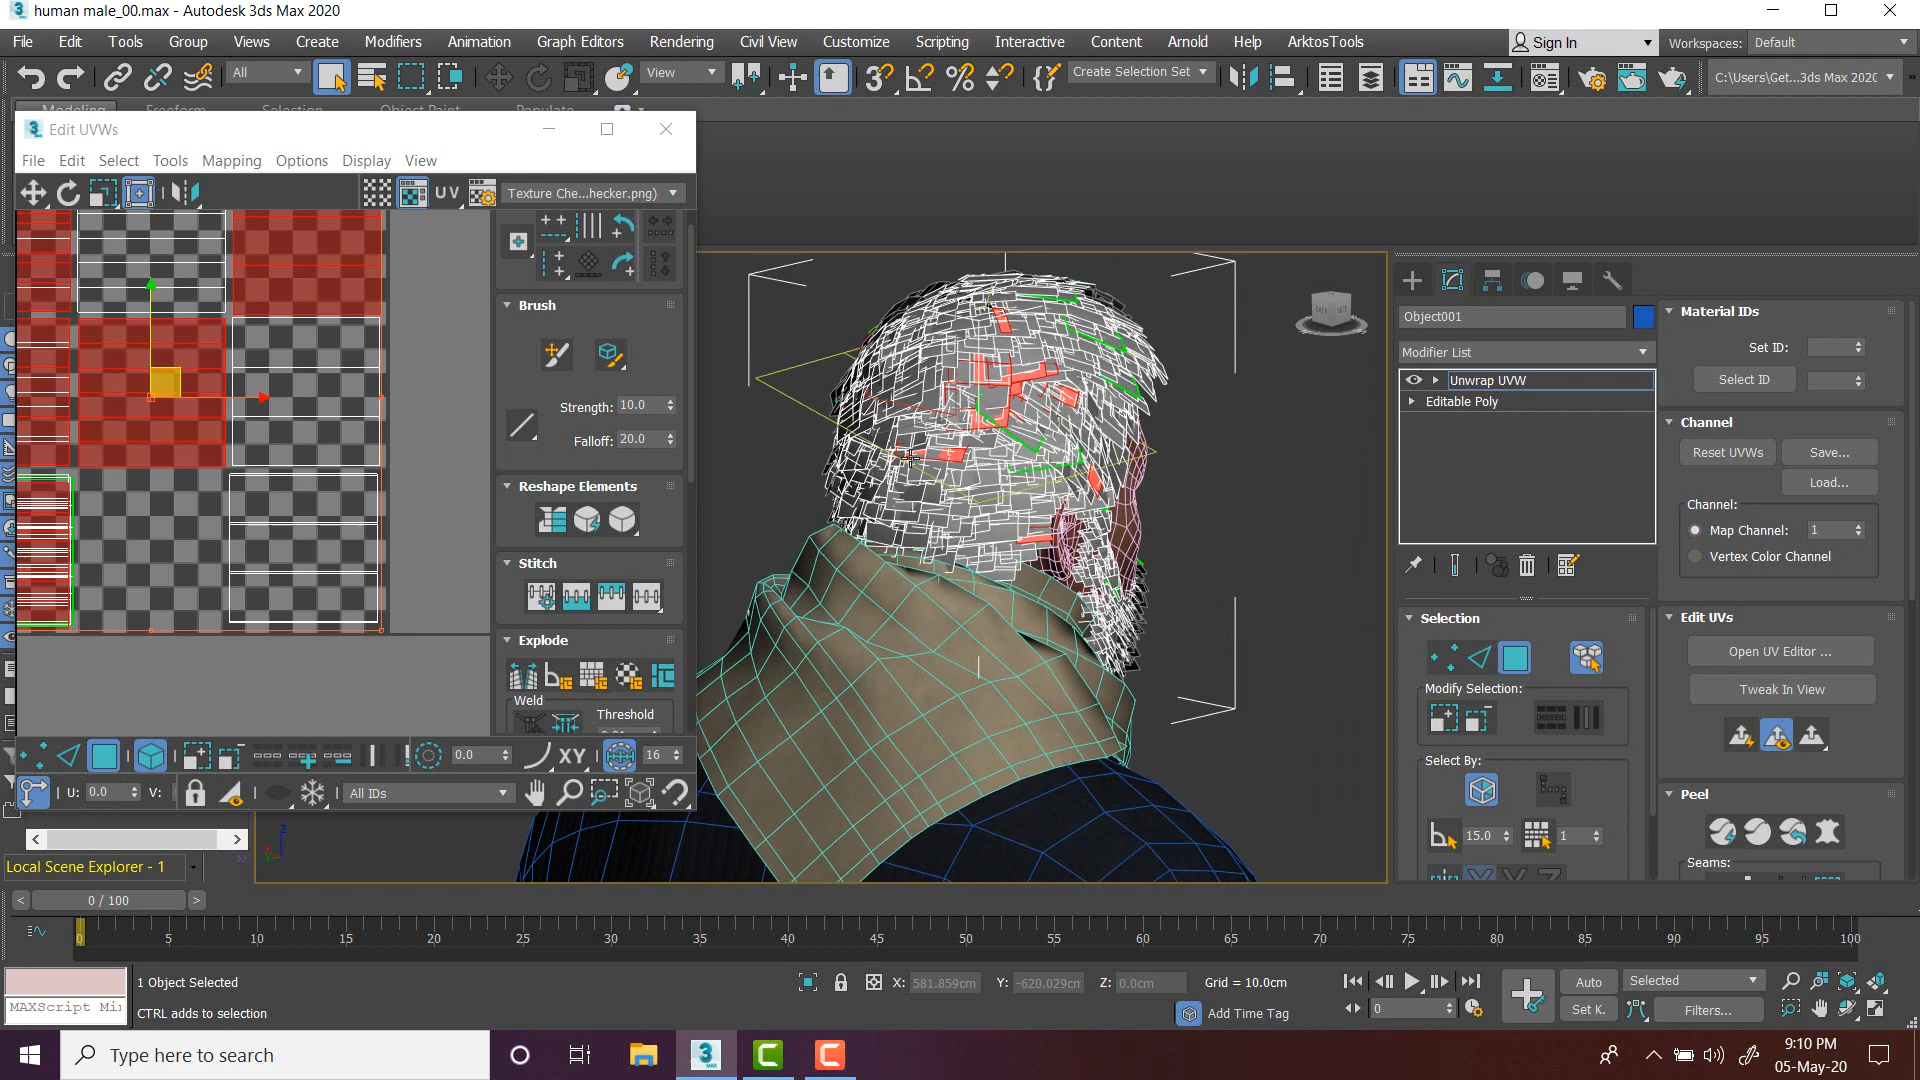 human male_00.max - Autodesk 3ds Max 2020
File Edit Tools Group Views Create Modifiers Animation Graph Editors Rendering Civil View Customize Scripting Interactive Content Arnold Help ArktosTools
Sign In
Workspaces: Default
All
View
Create Selection Set
C:\Users\Get...3ds Max 2020
Modeling Freeform Selection Object Paint Populate
Edit UVWs
File Edit Select Tools Mapping Options Display View
UV
Texture Che...hecker.png)
Brush
Strength: 10.0
Falloff: 20.0
Reshape Elements
Stitch
Explode
Weld
Threshold
0.0
XY
16
U: 0.0 V:
All IDs
Local Scene Explorer - 1
Object001
Modifier List
Unwrap UVW
Editable Poly
Selection
Modify Selection:
Select By:
15.0
1
Material IDs
Set ID:
Select ID
Channel
Reset UVWs Save...
Load...
Channel:
Map Channel: 1
Vertex Color Channel
Edit UVs
Open UV Editor ...
Tweak In View
Peel
Seams:
0 / 100
0 5 10 15 20 25 30 35 40 45 50 55 60 65 70 75 80 85 90 95 100
1 Object Selected
CTRL adds to selection
MAXScript Mi
X: 581.859cm Y: -620.029cm Z: 0.0cm Grid = 10.0cm
Add Time Tag
0
Auto
Selected
Set K.
Filters...
Type here to search
9:10 PM
05-May-20